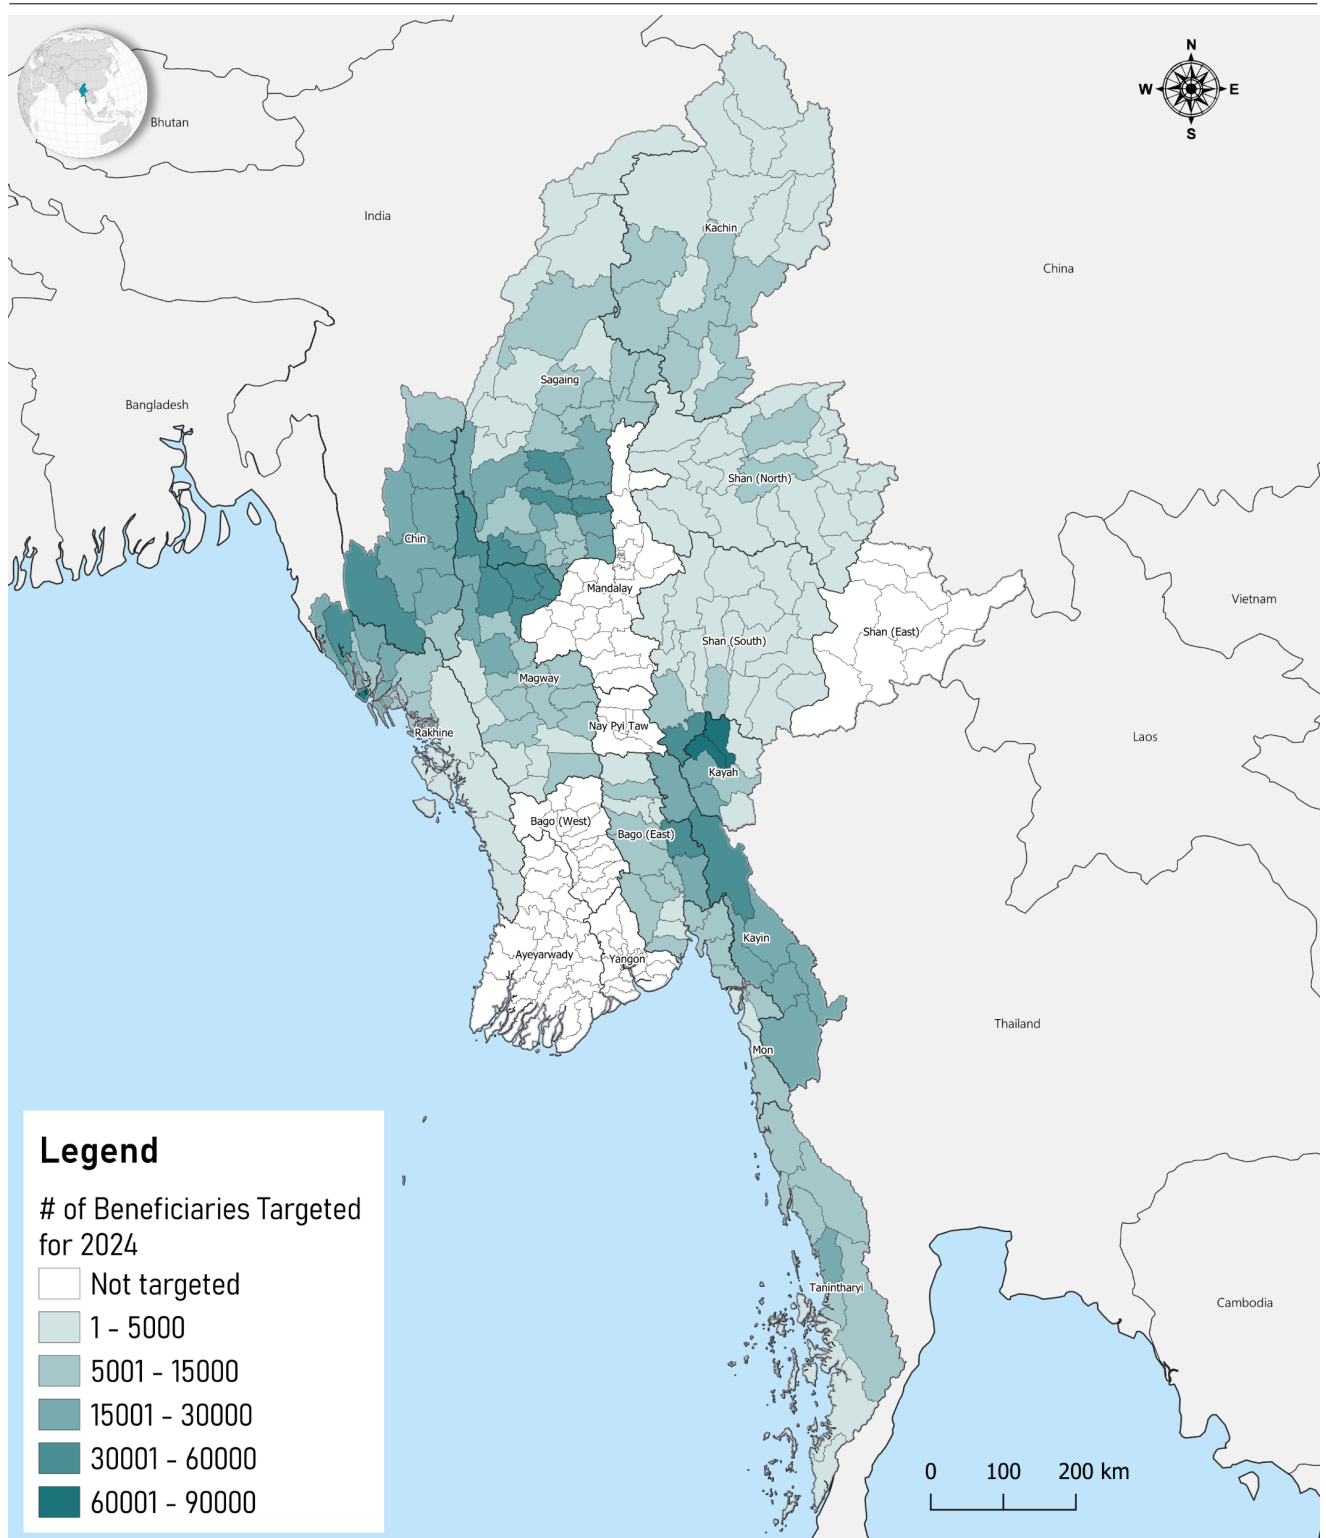 N
W E
S
Bhutan
India
Kachin
China
Sagaing
Bangladesh
Shan (North)
Chin
Mandalay
Vietnam
Shan (South)
Shan (East)
Magway
Nay Pyi Taw
Rakhine
Laos
Kayah
Bago (West)
Bago (East)
Kayin
Ayeyarwady
Yangon
Thailand
Mon
Tanintharyi
Cambodia
Legend
# of Beneficiaries Targeted
for 2024
Not targeted
1 - 5000
5001 - 15000
15001 - 30000
30001 - 60000
60001 - 90000
0 100 200 km